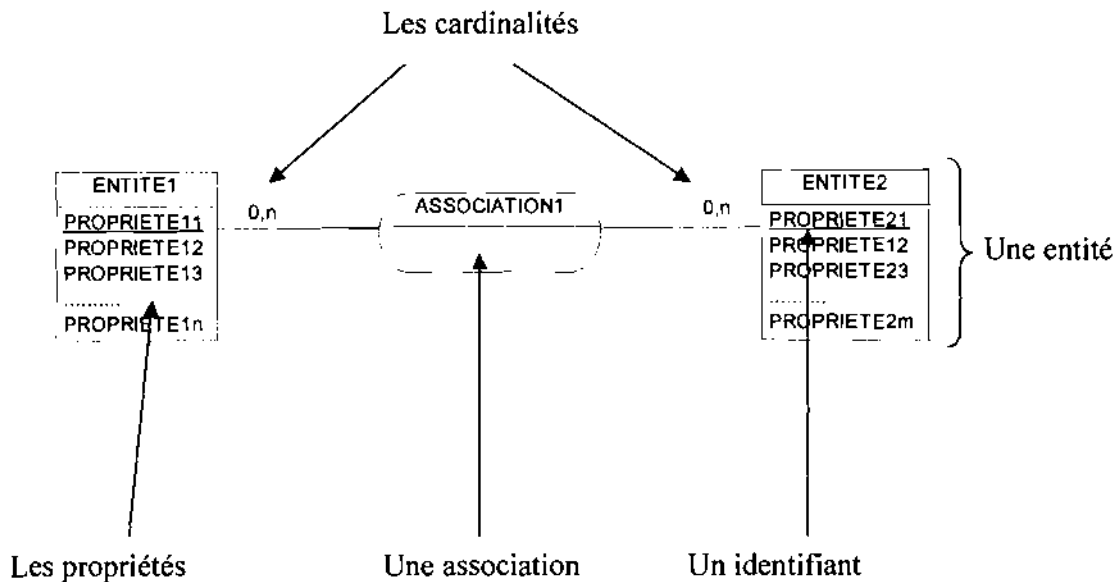 Les cardinalités
ENTITE1
PROPRIETE11
PROPRIETE12
PROPRIETE13
.............
PROPRIETE1n
0,n
ASSOCIATION1
0,n
ENTITE2
PROPRIETE21
PROPRIETE12
PROPRIETE23
.............
PROPRIETE2m
Une entité
Les propriétés
Une association
Un identifiant